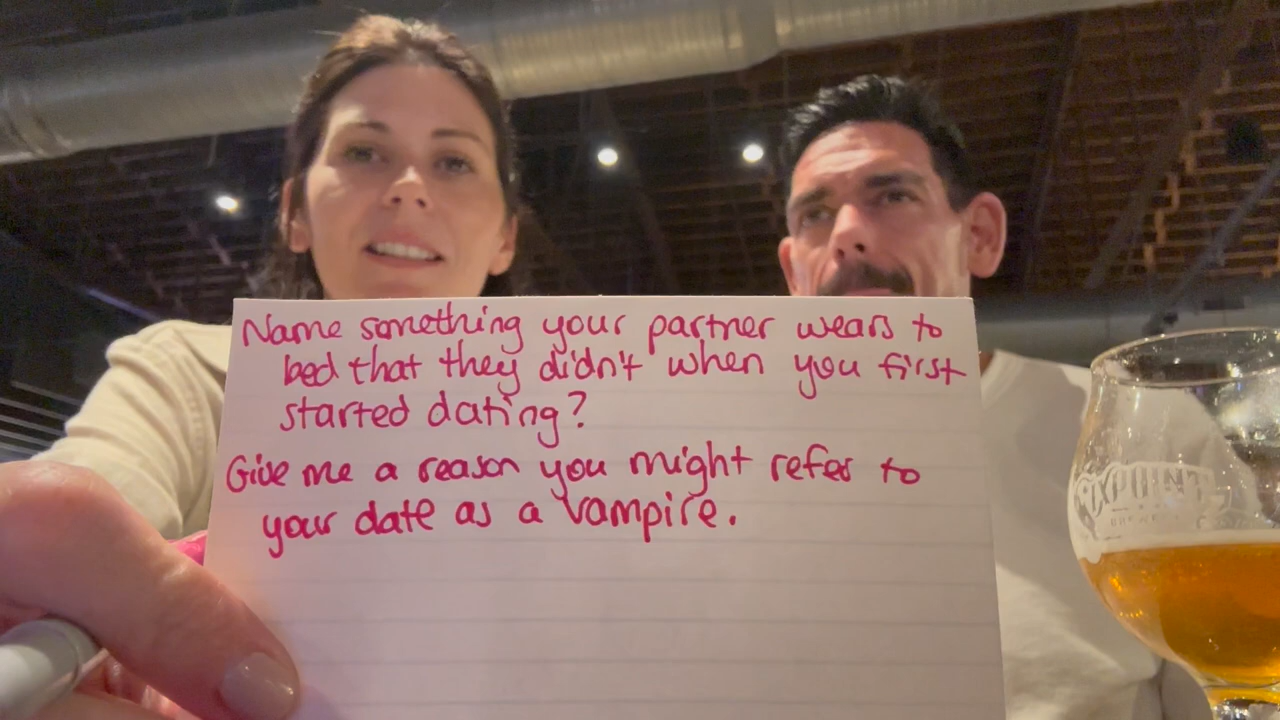 Name something your partner wears to
bed that they didn't when you first
started dating?
Give me a reason you might refer to
your date as a vampire.